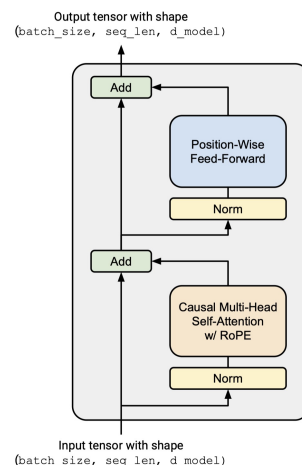 Output tensor with shape
(batch_size, seq_len, d_model)
Add
Position-Wise
Feed-Forward
Norm
Add
Causal Multi-Head
Self-Attention
w/ RoPE
Norm
Input tensor with shape
(batch_size, seq_len, d_model)